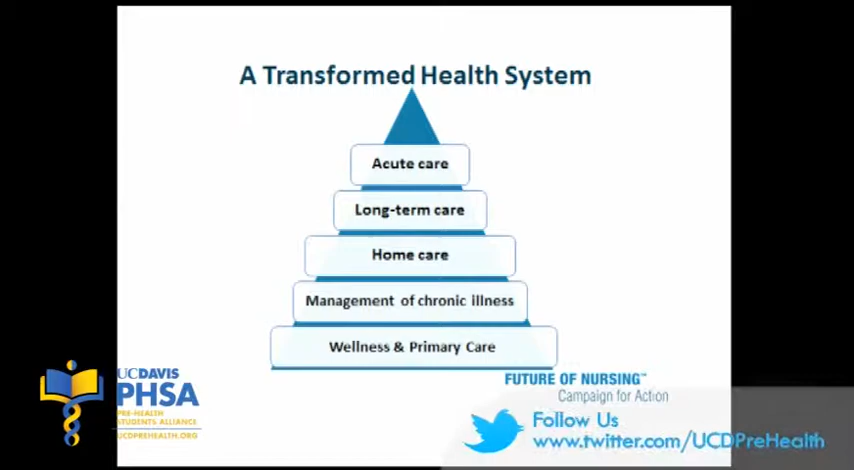 A Transformed Health System
Acute care
Long-term care
Home care
Management of chronic illness
Wellness & Primary Care
UCDAVIS
PHSA
PRE-HEALTH
STUDENTS ALLIANCE
UCDPREHEALTH.ORG
FUTURE OF NURSING™
Campaign for Action
Follow Us
www.twitter.com/UCDPreHealth